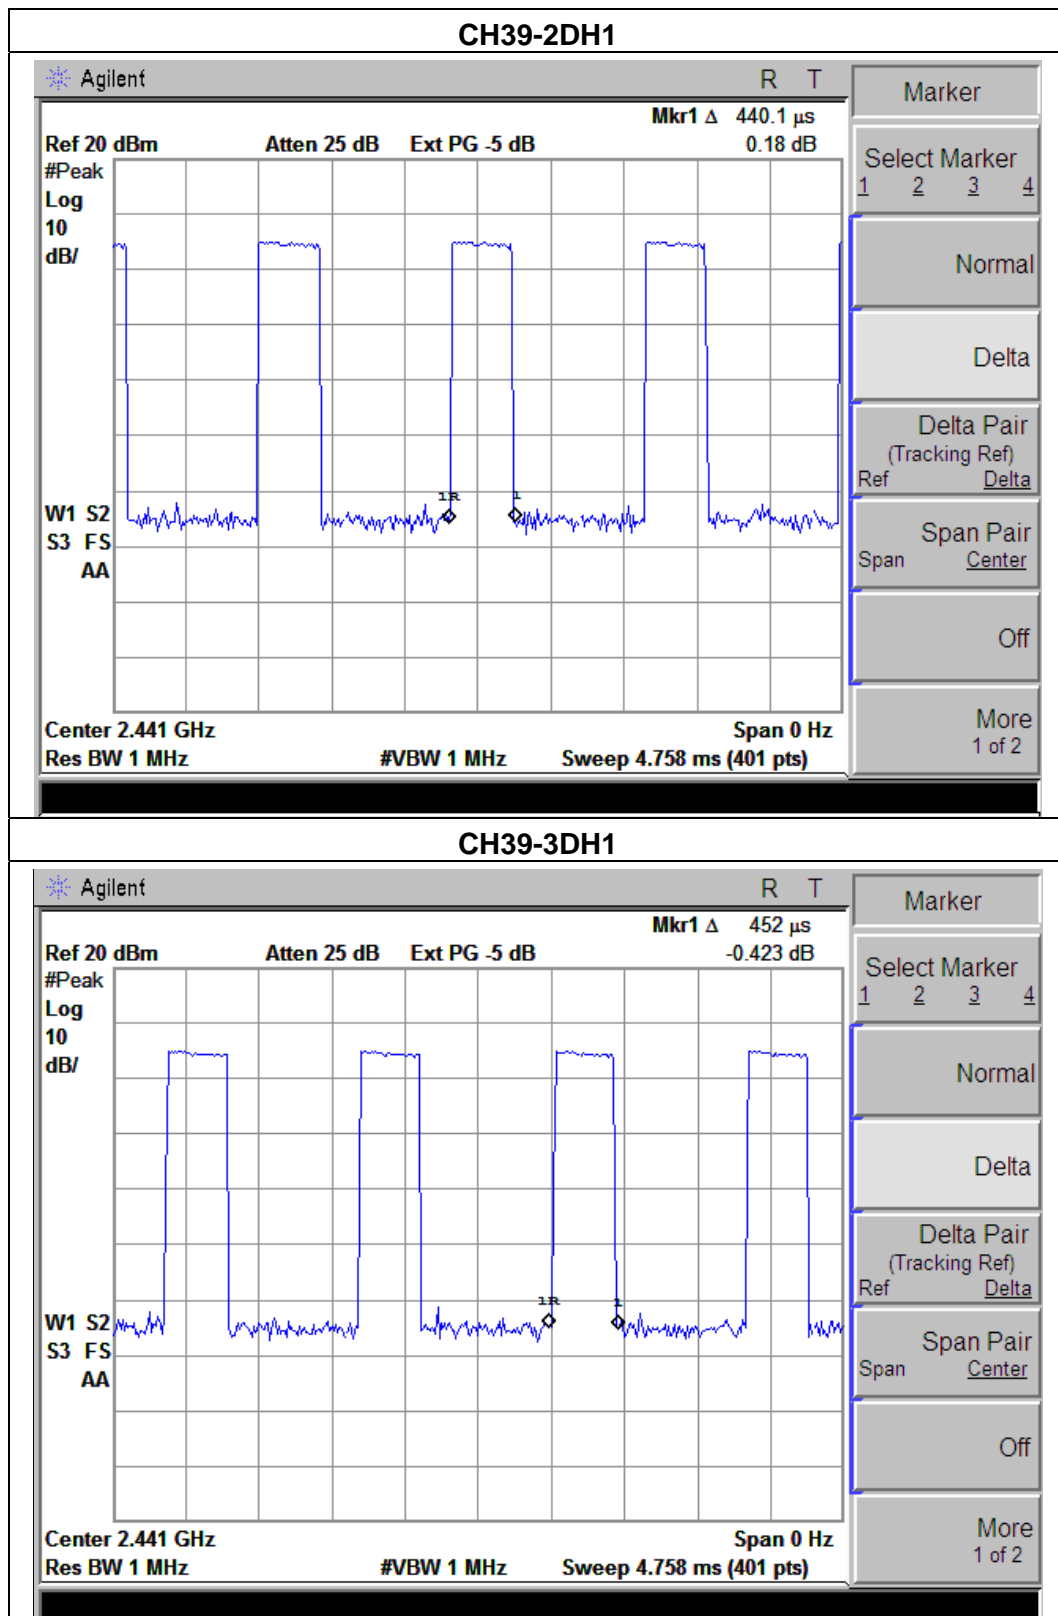 CH39-2DH1
Agilent R T
Marker
Mkr1 Δ 440.1 µs
Ref 20 dBm Atten 25 dB Ext PG -5 dB 0.18 dB
#Peak
Log
10
dB/
1R 1
W1 S2
S3 FS
AA
Center 2.441 GHz Span 0 Hz
Res BW 1 MHz #VBW 1 MHz Sweep 4.758 ms (401 pts)
Select Marker
1 2 3 4
Normal
Delta
Delta Pair
(Tracking Ref)
Ref Delta
Span Pair
Span Center
Off
More
1 of 2
CH39-3DH1
Agilent R T
Marker
Mkr1 Δ 452 µs
Ref 20 dBm Atten 25 dB Ext PG -5 dB -0.423 dB
#Peak
Log
10
dB/
1R 1
W1 S2
S3 FS
AA
Center 2.441 GHz Span 0 Hz
Res BW 1 MHz #VBW 1 MHz Sweep 4.758 ms (401 pts)
Select Marker
1 2 3 4
Normal
Delta
Delta Pair
(Tracking Ref)
Ref Delta
Span Pair
Span Center
Off
More
1 of 2